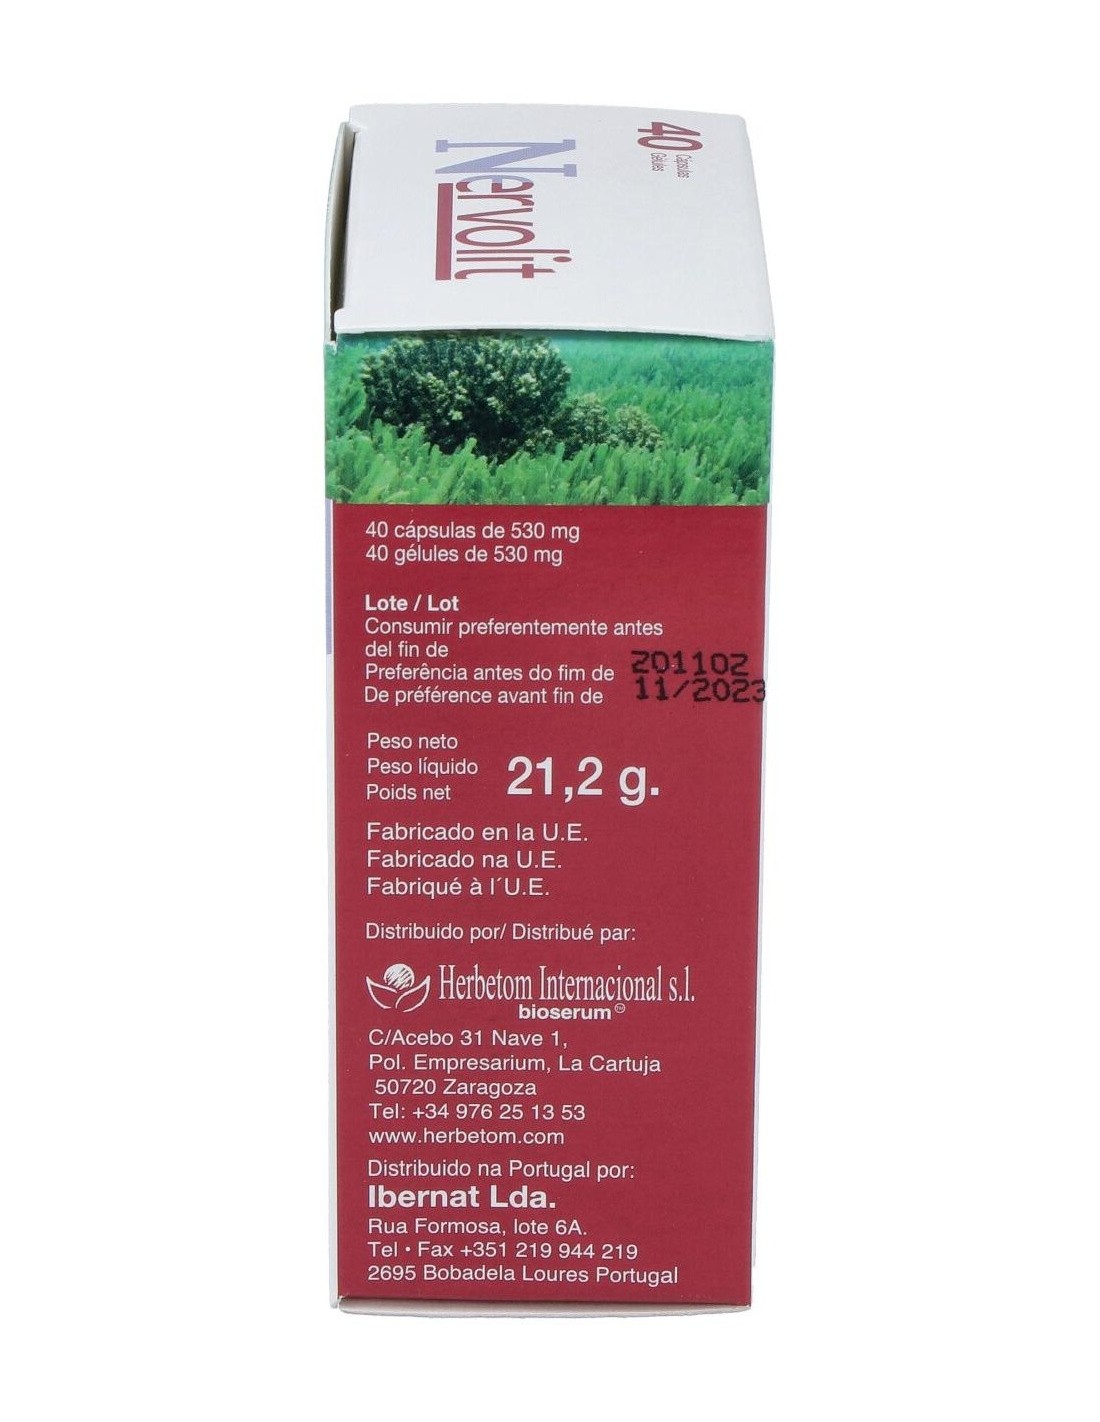 40 Cápsulas
Gélules
Nervolit
40 cápsulas de 530 mg
40 gélules de 530 mg
Lote / Lot
Consumir preferentemente antes
del fin de
Preferência antes do fim de
De préférence avant fin de
201102
11/2023
Peso neto
Peso líquido
Poids net
21,2 g.
Fabricado en la U.E.
Fabricado na U.E.
Fabriqué à l´U.E.
Distribuido por/ Distribué par:
Herbetom Internacional s.l.
bioserum™
C/Acebo 31 Nave 1,
Pol. Empresarium, La Cartuja
50720 Zaragoza
Tel: +34 976 25 13 53
www.herbetom.com
Distribuido na Portugal por:
Ibernat Lda.
Rua Formosa, lote 6A.
Tel • Fax +351 219 944 219
2695 Bobadela Loures Portugal